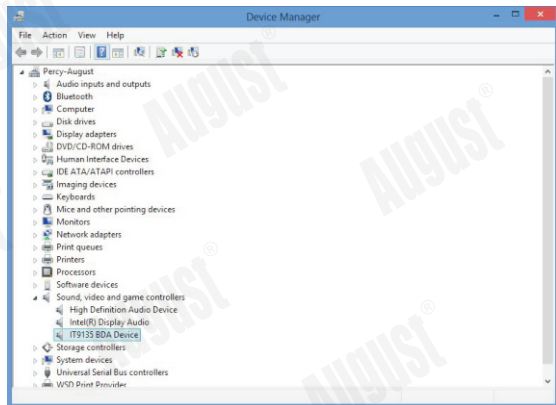 Device Manager
File Action View Help
Percy-August
Audio inputs and outputs
Bluetooth
Computer
Disk drives
Display adapters
DVD/CD-ROM drives
Human Interface Devices
IDE ATA/ATAPI controllers
Imaging devices
Keyboards
Mice and other pointing devices
Monitors
Network adapters
Print queues
Printers
Processors
Software devices
Sound, video and game controllers
High Definition Audio Device
Intel(R) Display Audio
IT9135 BDA Device
Storage controllers
System devices
Universal Serial Bus controllers
WSD Print Provider
August®
August®
August®
August®